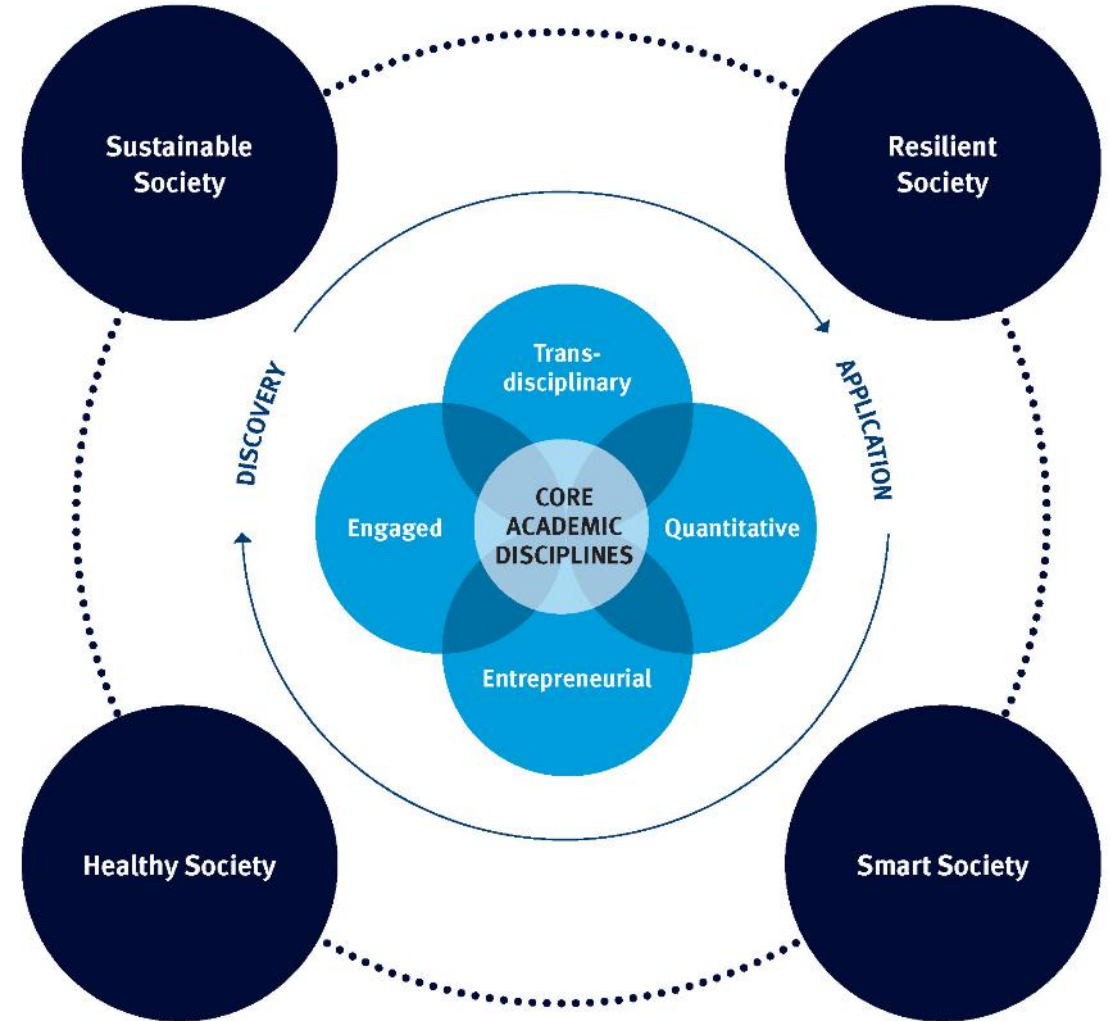 Sustainable
Society
Resilient
Society
Trans-
disciplinary
DISCOVERY
APPLICATION
Engaged
CORE
ACADEMIC
DISCIPLINES
Quantitative
Entrepreneurial
Healthy Society
Smart Society